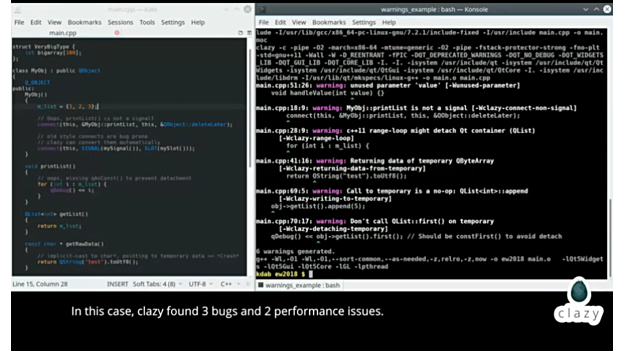 File Edit View Bookmarks Sessions Tools Settings Help
main.cpp
struct VeryBigType {
int bigarray[100];
};
class MyObj : public QObject
{
Q_OBJECT
public:
MyObj()
{
m_list = {1, 2, 3};
// Oops, printList() is not a signal!
connect(this, &MyObj::printList, this, &QObject::deleteLater);
// old style connects are bug prone
// clazy can convert them automatically
connect(this, SIGNAL(mySignal()), SLOT(mySlot()));
}
void printList()
{
// oops, missing qAsConst() to prevent detachment
for (int i : m_list) {
qDebug() << i;
}
}
QList<int> getList()
{
return m_list;
}
const char * getRawData()
{
// implicit-cast to char*, pointing to temporary data == *Crash*
return QString("test").toUtf8();
Line 15, Column 28 INSERT Soft Tabs: 4 (8) UTF-8 C++
warnings_example : bash — Konsole
File Edit View Bookmarks Settings Help
lude -I/usr/lib/gcc/x86_64-pc-linux-gnu/7.2.1/include-fixed -I/usr/include main.cpp -o main.
moc
clazy -c -pipe -O2 -march=x86-64 -mtune=generic -O2 -pipe -fstack-protector-strong -fno-plt
-std=gnu++11 -Wall -W -D_REENTRANT -fPIC -DQT_DEPRECATED_WARNINGS -DQT_NO_DEBUG -DQT_WIDGET
S_LIB -DQT_GUI_LIB -DQT_CORE_LIB -I. -I. -isystem /usr/include/qt -isystem /usr/include/qt/Qt
Widgets -isystem /usr/include/qt/QtGui -isystem /usr/include/qt/QtCore -I. -isystem /usr/inc
lude/libdrm -I/usr/lib/qt/mkspecs/linux-g++ -o main.o main.cpp
main.cpp:51:26: warning: unused parameter 'value' [-Wunused-parameter]
void handleValue(int value) {}
^
main.cpp:18:9: warning: MyObj::printList is not a signal [-Wclazy-connect-non-signal]
connect(this, &MyObj::printList, this, &QObject::deleteLater);
^
main.cpp:28:9: warning: c++11 range-loop might detach Qt container (QList)
[-Wclazy-range-loop]
for (int i : m_list) {
^
main.cpp:41:16: warning: Returning data of temporary QByteArray
[-Wclazy-returning-data-from-temporary]
return QString("test").toUtf8();
^
main.cpp:69:5: warning: Call to temporary is a no-op: QList<int>::append
[-Wclazy-writing-to-temporary]
obj->getList().append(5);
^
main.cpp:70:17: warning: Don't call QList::first() on temporary
[-Wclazy-detaching-temporary]
qDebug() << obj->getList().first(); // Should be constFirst() to avoid detach
^
6 warnings generated.
g++ -Wl,-O1 -Wl,-O1,--sort-common,--as-needed,-z,relro,-z,now -o ew2018 main.o -lQt5Widget
s -lQt5Gui -lQt5Core -lGL -lpthread
kdab ew2018 $
warnings_example : bash
clazy
In this case, clazy found 3 bugs and 2 performance issues.